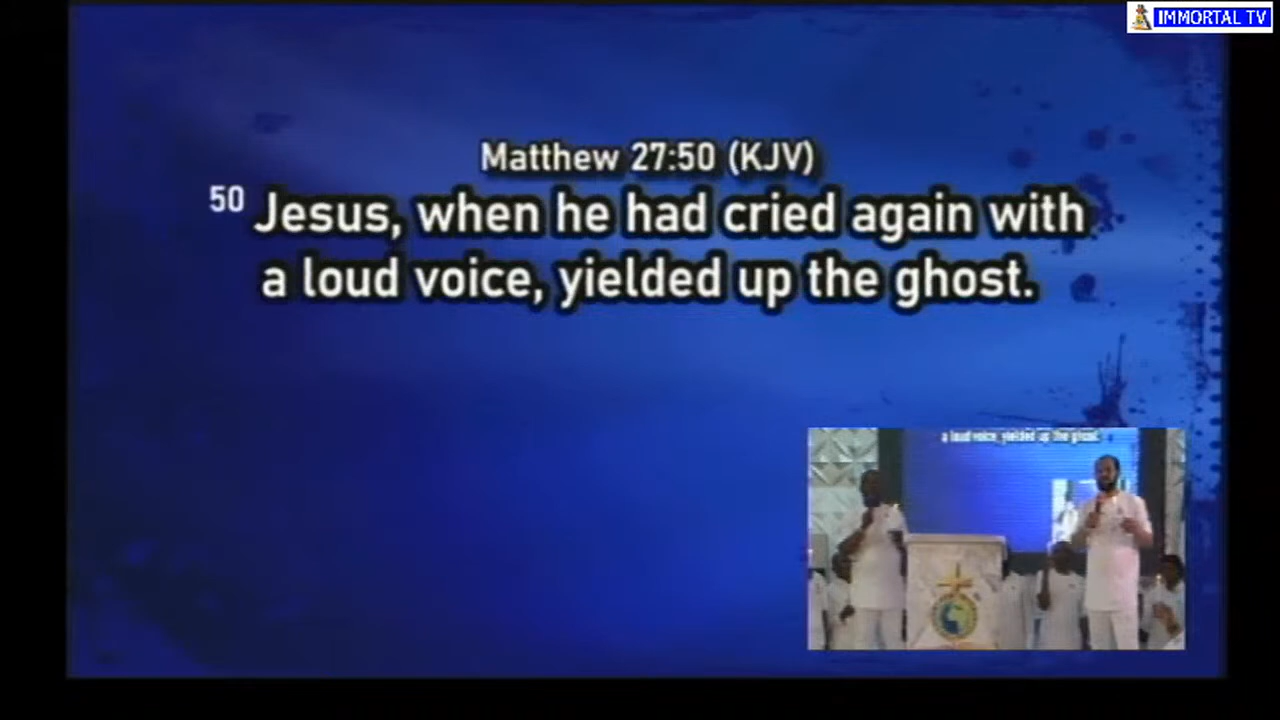 IMMORTAL TV
Matthew 27:50 (KJV)
50 Jesus, when he had cried again with
a loud voice, yielded up the ghost.
a loud voice, yielded up the ghost.